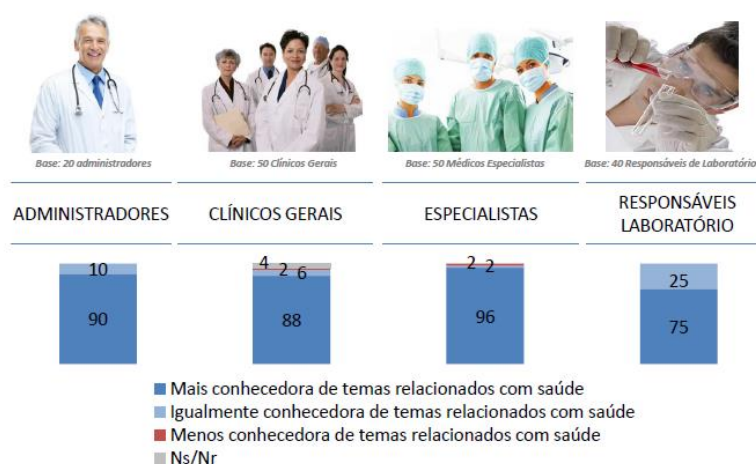 Base: 20 administradores
Base: 50 Clínicos Gerais
Base: 50 Médicos Especialistas
Base: 40 Responsáveis de Laboratório
ADMINISTRADORES
CLÍNICOS GERAIS
ESPECIALISTAS
RESPONSÁVEIS
LABORATÓRIO
10
90
4
2
6
88
2
2
96
25
75
Mais conhecedora de temas relacionados com saúde
Igualmente conhecedora de temas relacionados com saúde
Menos conhecedora de temas relacionados com saúde
Ns/Nr